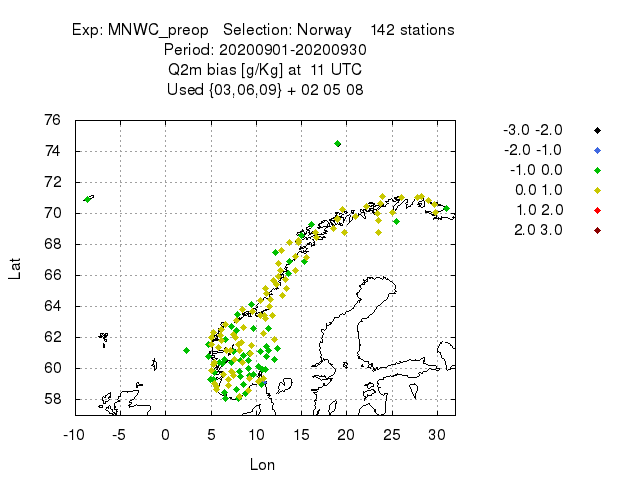 Exp: MNWC_preop Selection: Norway 142 stations
Period: 20200901-20200930
Q2m bias [g/Kg] at 11 UTC
Used {03,06,09} + 02 05 08
76
74
72
70
68
66
64
62
60
58
Lat
-10 -5 0 5 10 15 20 25 30
Lon
-3.0 -2.0
-2.0 -1.0
-1.0 0.0
0.0 1.0
1.0 2.0
2.0 3.0